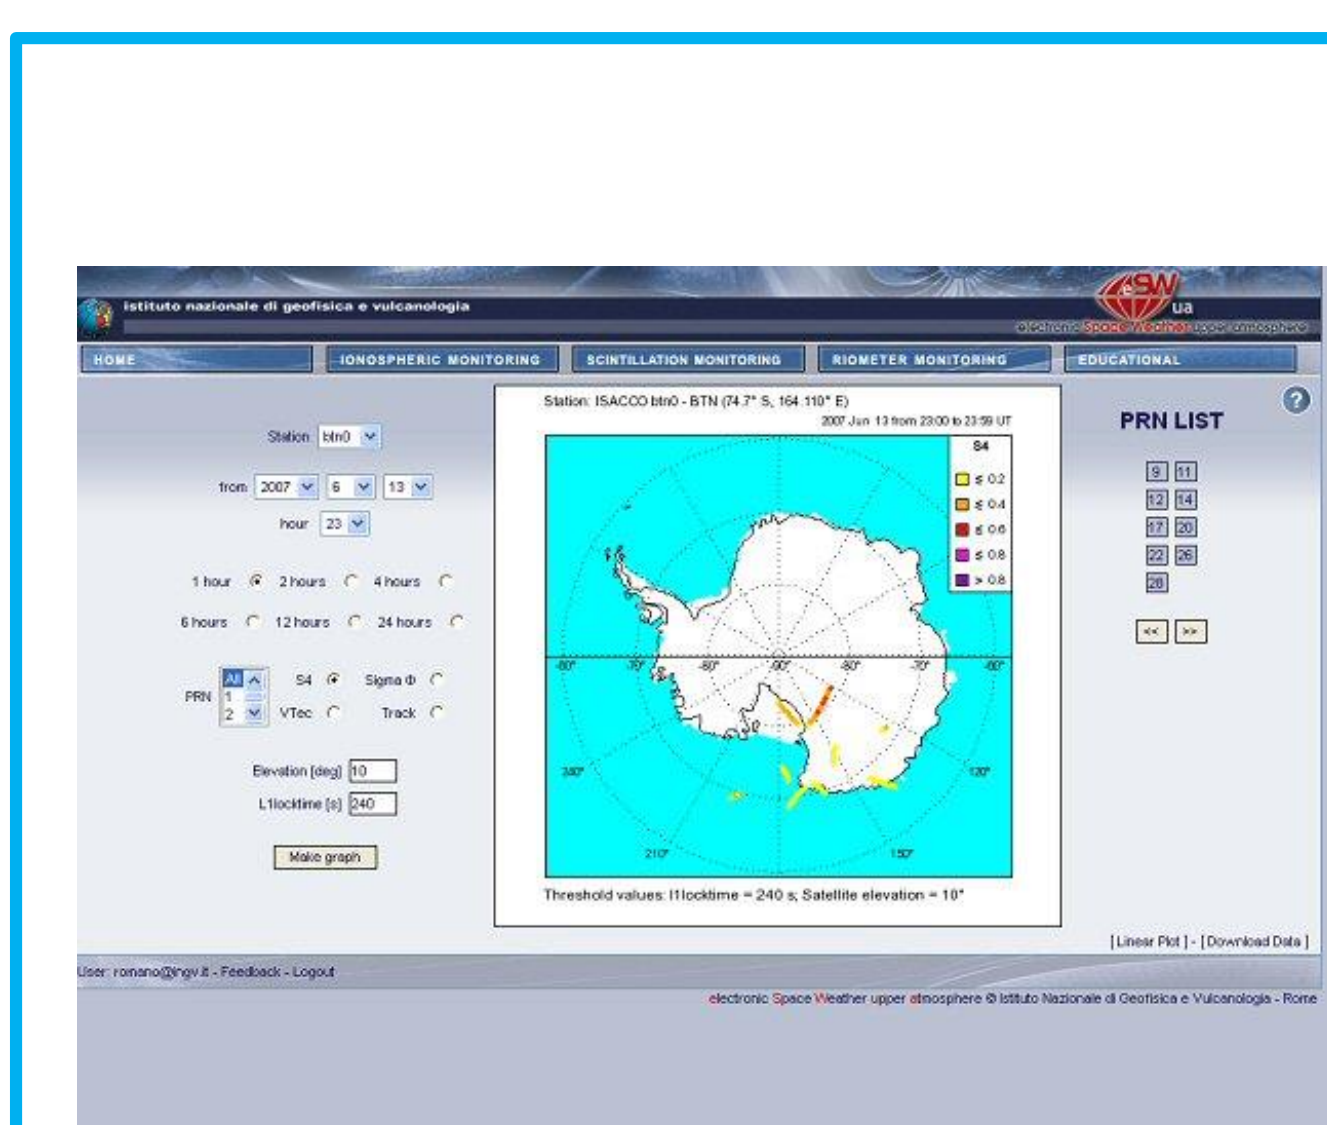 istituto nazionale di geofisica e vulcanologia
eSW
ua
electronic Space Weather upper atmosphere
HOME
IONOSPHERIC MONITORING
SCINTILLATION MONITORING
RIOMETER MONITORING
EDUCATIONAL
Station btn0
from 2007 6 13
hour 23
1 hour 2 hours 4 hours
6 hours 12 hours 24 hours
PRN All 1 2
S4 Sigma Φ
VTec Track
Elevation [deg] 10
L1locktime [s] 240
Make graph
Station: ISACCO btn0 - BTN (74.7° S, 164.110° E)
2007 Jun 13 from 23:00 to 23:59 UT
S4
≤ 0.2
≤ 0.4
≤ 0.6
≤ 0.8
> 0.8
-60° -70° -80° -90° -80° -70° -60°
240° 120°
210° 150°
Threshold values: l1locktime = 240 s; Satellite elevation = 10°
?
PRN LIST
9 11
12 14
17 20
22 26
28
<< >>
[ Linear Plot ] - [ Download Data ]
User: romano@ingv.it - Feedback - Logout
electronic Space Weather upper atmosphere © Istituto Nazionale di Geofisica e Vulcanologia - Rome